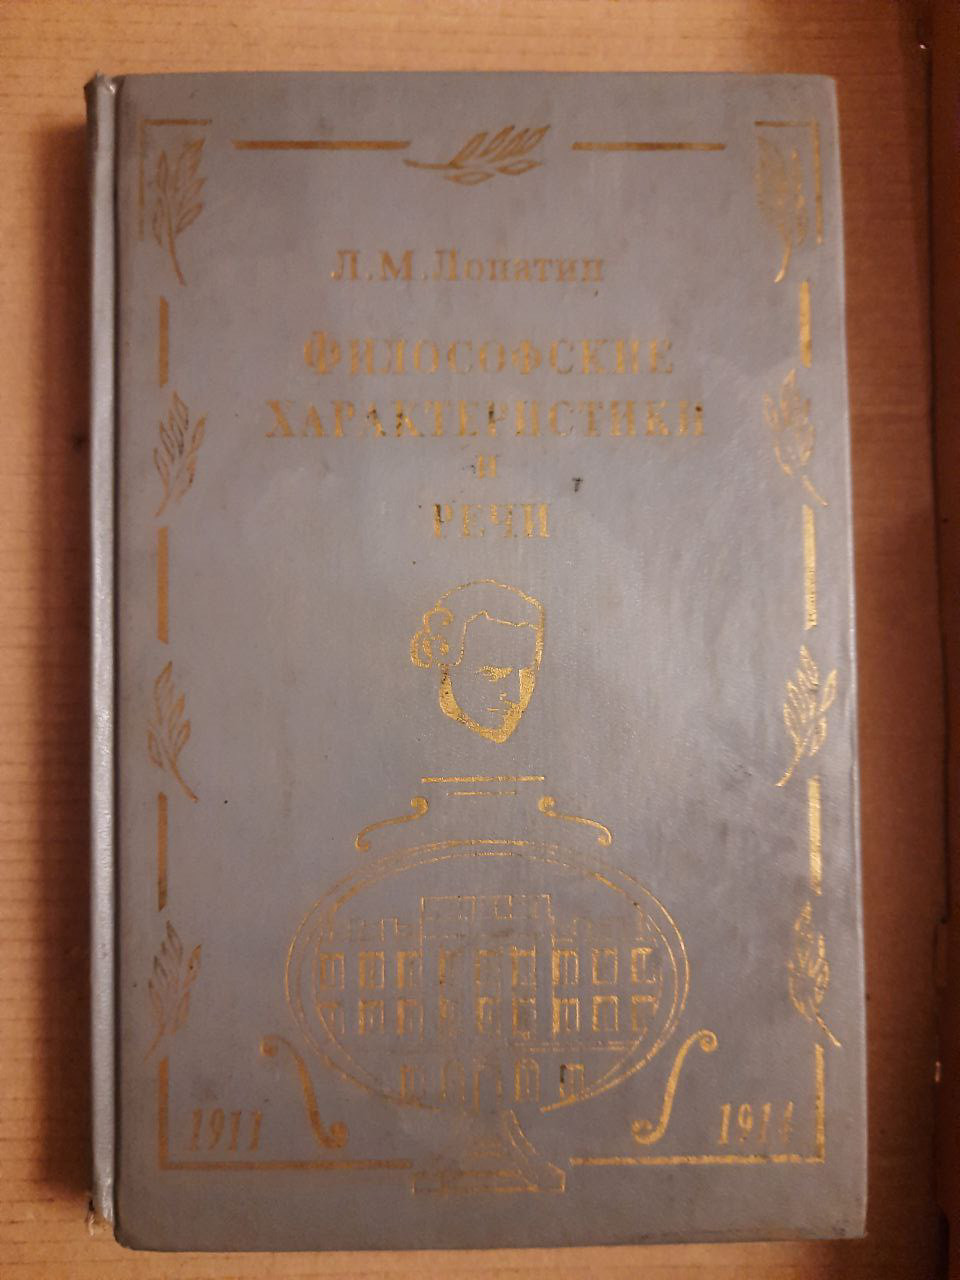 Л.М.Лопатин
ФИЛОСОФСКИЕ
ХАРАКТЕРИСТИКИ
И
РЕЧИ
1911
1914